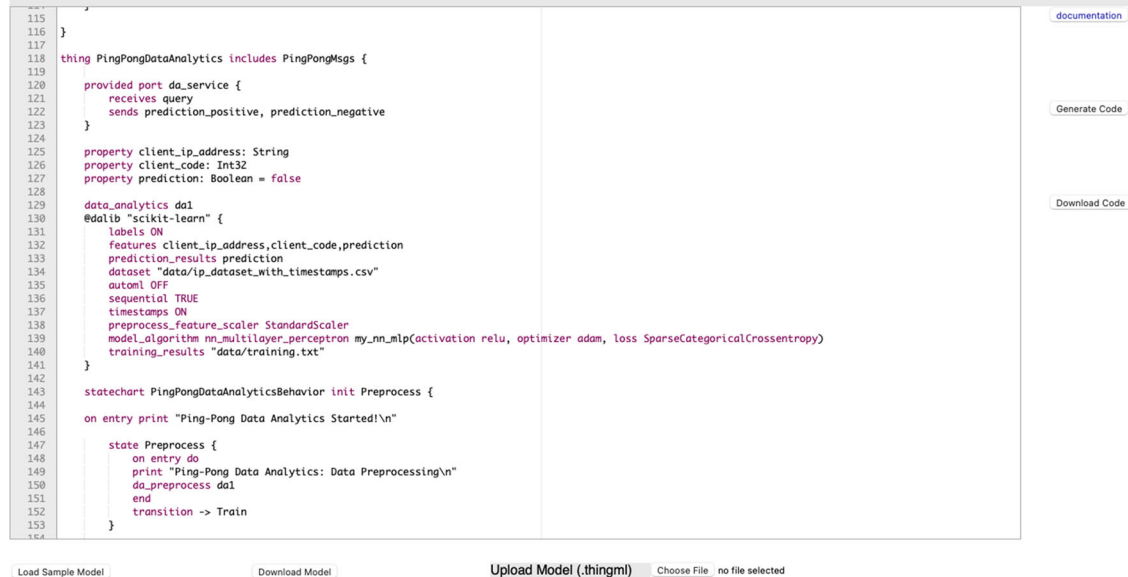 115
116 }
117
118 thing PingPongDataAnalytics includes PingPongMsgs {
119
120 provided port da_service {
121 receives query
122 sends prediction_positive, prediction_negative
123 }
124
125 property client_ip_address: String
126 property client_code: Int32
127 property prediction: Boolean = false
128
129 data_analytics da1
130 @dalib "scikit-learn" {
131 labels ON
132 features client_ip_address,client_code,prediction
133 prediction_results prediction
134 dataset "data/ip_dataset_with_timestamps.csv"
135 automl OFF
136 sequential TRUE
137 timestamps ON
138 preprocess_feature_scaler StandardScaler
139 model_algorithm nn_multilayer_perceptron my_nn_mlp(activation relu, optimizer adam, loss SparseCategoricalCrossentropy)
140 training_results "data/training.txt"
141 }
142
143 statechart PingPongDataAnalyticsBehavior init Preprocess {
144
145 on entry print "Ping-Pong Data Analytics Started!\n"
146
147 state Preprocess {
148 on entry do
149 print "Ping-Pong Data Analytics: Data Preprocessing\n"
150 da_preprocess da1
151 end
152 transition -> Train
153 }
documentation
Generate Code
Download Code
Load Sample Model
Download Model
Upload Model (.thingml)
Choose File no file selected